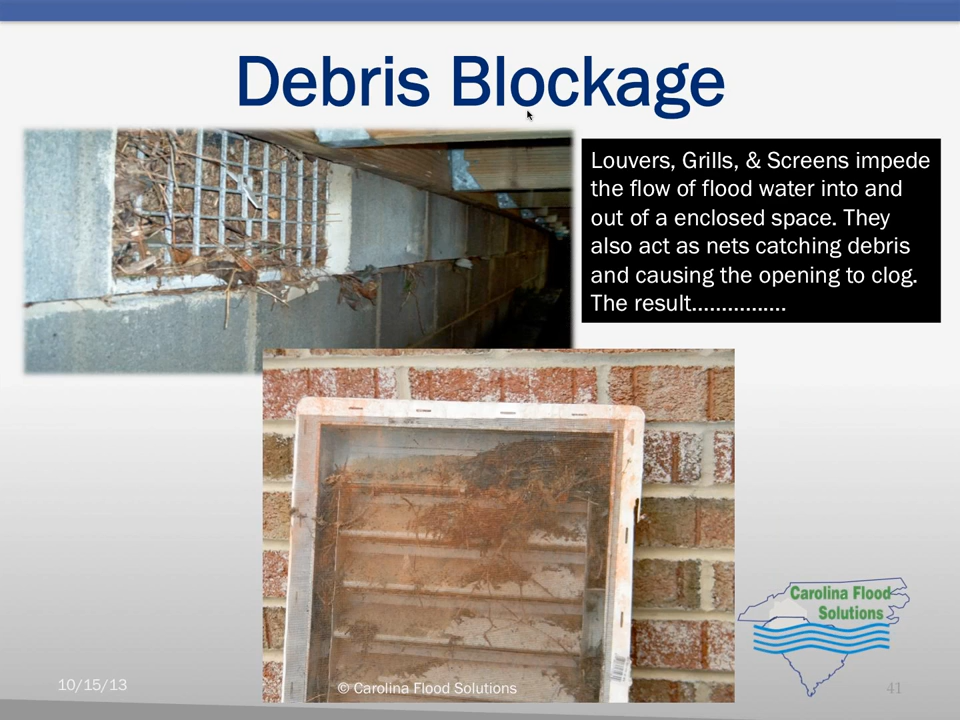 Debris Blockage
Louvers, Grills, & Screens impede
the flow of flood water into and
out of a enclosed space. They
also act as nets catching debris
and causing the opening to clog.
The result................
Carolina Flood
Solutions
10/15/13
© Carolina Flood Solutions
41